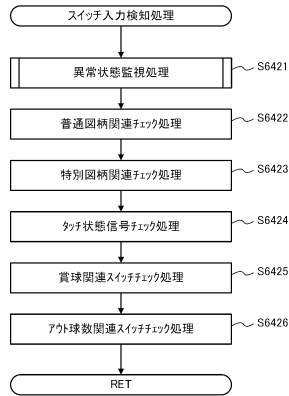 スイッチ入力検知処理
異常状態監視処理
S6421
普通図柄関連チェック処理
S6422
特別図柄関連チェック処理
S6423
タッチ状態信号チェック処理
S6424
賞球関連スイッチチェック処理
S6425
アウト球数関連スイッチチェック処理
S6426
RET